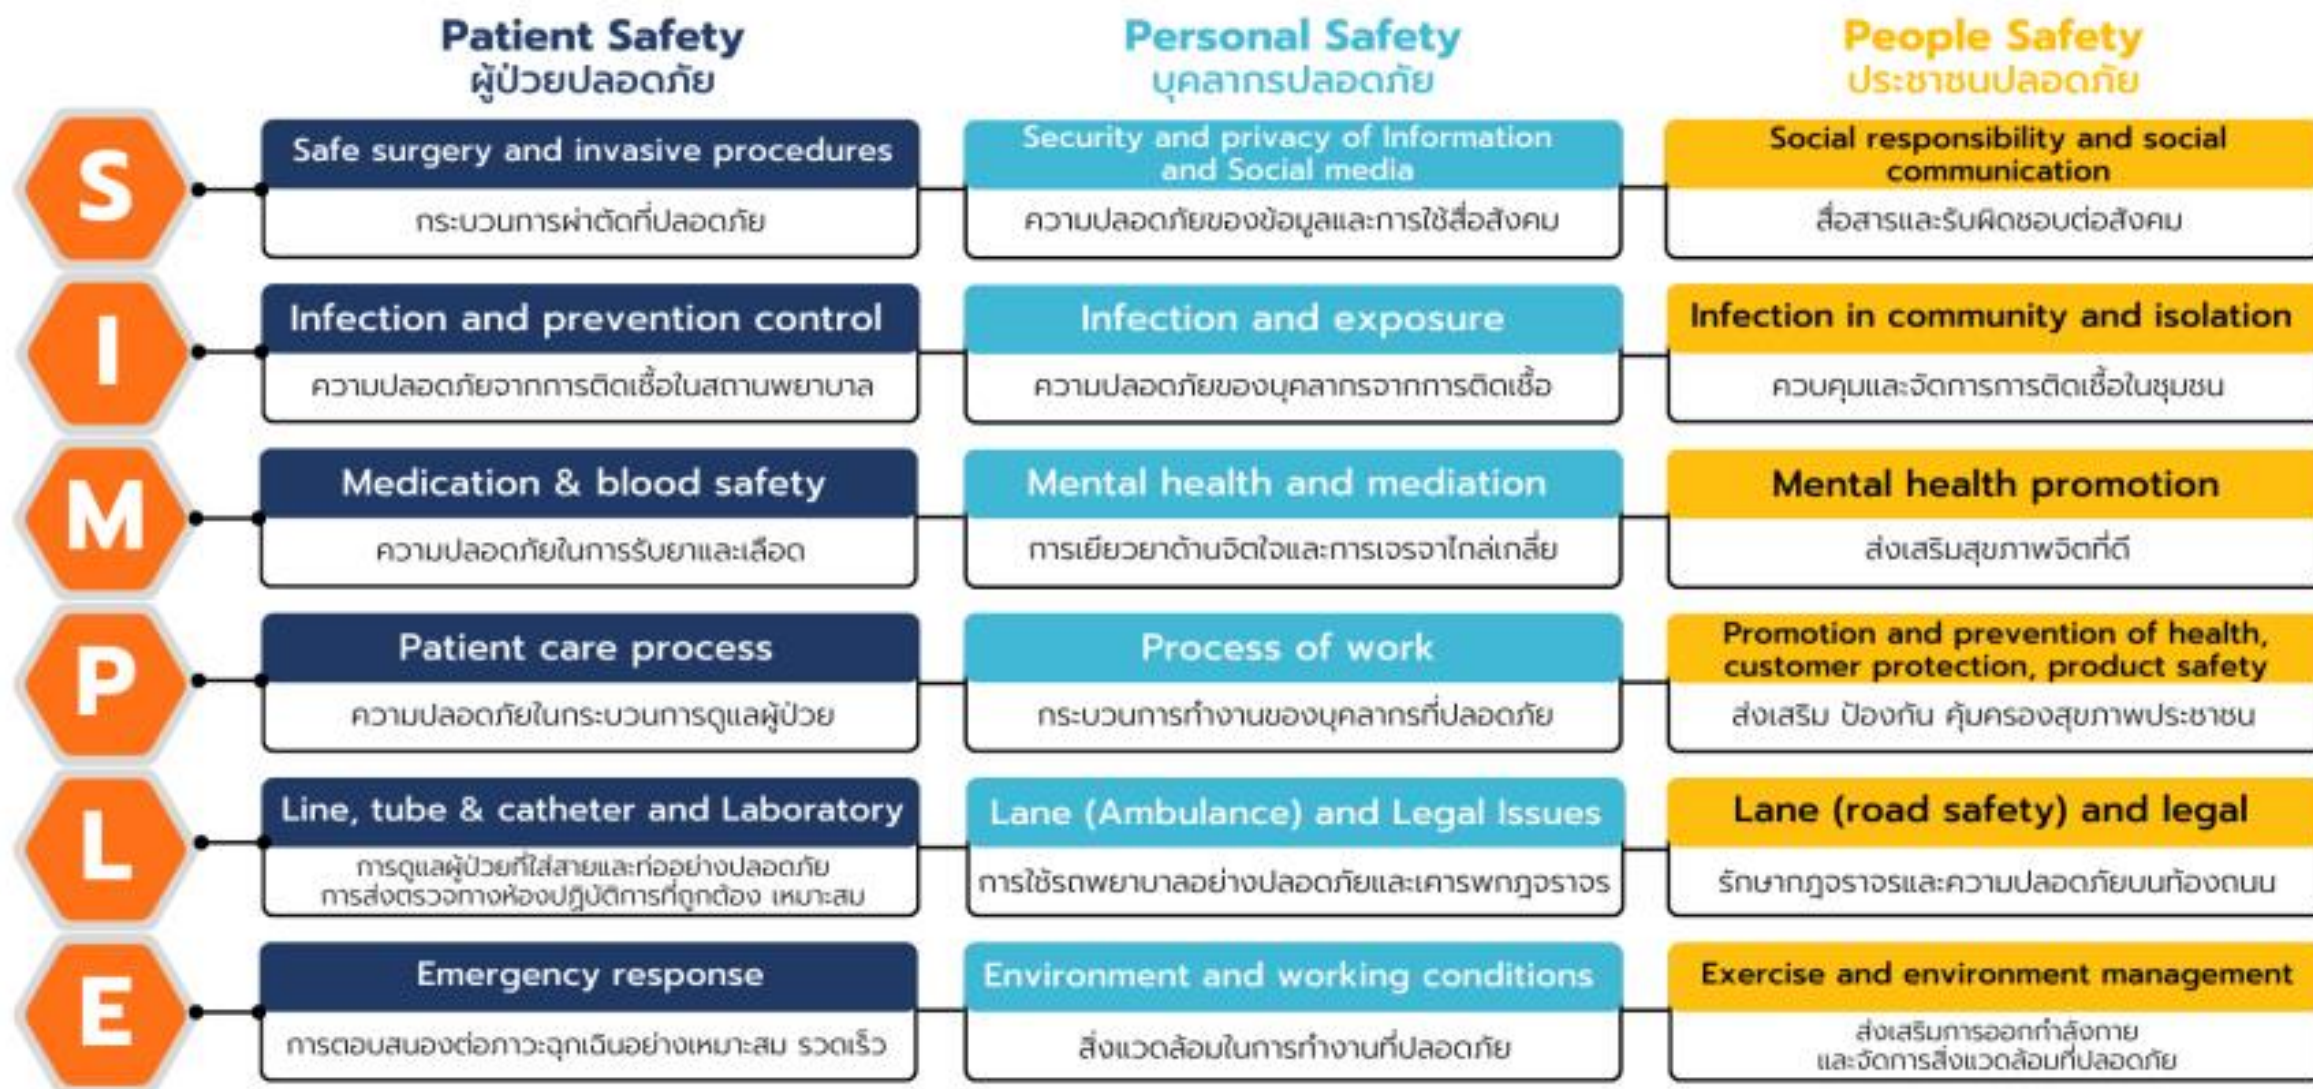 Patient Safety
ผู้ป่วยปลอดภัย
Personal Safety
บุคลากรปลอดภัย
People Safety
ประชาชนปลอดภัย
S
Safe surgery and invasive procedures
กระบวนการผ่าตัดที่ปลอดภัย
Security and privacy of Information
and Social media
ความปลอดภัยของข้อมูลและการใช้สื่อสังคม
Social responsibility and social
communication
สื่อสารและรับผิดชอบต่อสังคม
I
Infection and prevention control
ความปลอดภัยจากการติดเชื้อในสถานพยาบาล
Infection and exposure
ความปลอดภัยของบุคลากรจากการติดเชื้อ
Infection in community and isolation
ควบคุมและจัดการการติดเชื้อในชุมชน
M
Medication & blood safety
ความปลอดภัยในการรับยาและเลือด
Mental health and mediation
การเยียวยาด้านจิตใจและการเจรจาไกล่เกลี่ย
Mental health promotion
ส่งเสริมสุขภาพจิตที่ดี
P
Patient care process
ความปลอดภัยในกระบวนการดูแลผู้ป่วย
Process of work
กระบวนการทำงานของบุคลากรที่ปลอดภัย
Promotion and prevention of health,
customer protection, product safety
ส่งเสริม ป้องกัน คุ้มครองสุขภาพประชาชน
L
Line, tube & catheter and Laboratory
การดูแลผู้ป่วยที่ใส่สายและท่ออย่างปลอดภัย
การส่งตรวจทางห้องปฏิบัติการที่ถูกต้อง เหมาะสม
Lane (Ambulance) and Legal Issues
การใช้รถพยาบาลอย่างปลอดภัยและเคารพกฎจราจร
Lane (road safety) and legal
รักษากฎจราจรและความปลอดภัยบนท้องถนน
E
Emergency response
การตอบสนองต่อภาวะฉุกเฉินอย่างเหมาะสม รวดเร็ว
Environment and working conditions
สิ่งแวดล้อมในการทำงานที่ปลอดภัย
Exercise and environment management
ส่งเสริมการออกกำลังกาย
และจัดการสิ่งแวดล้อมที่ปลอดภัย